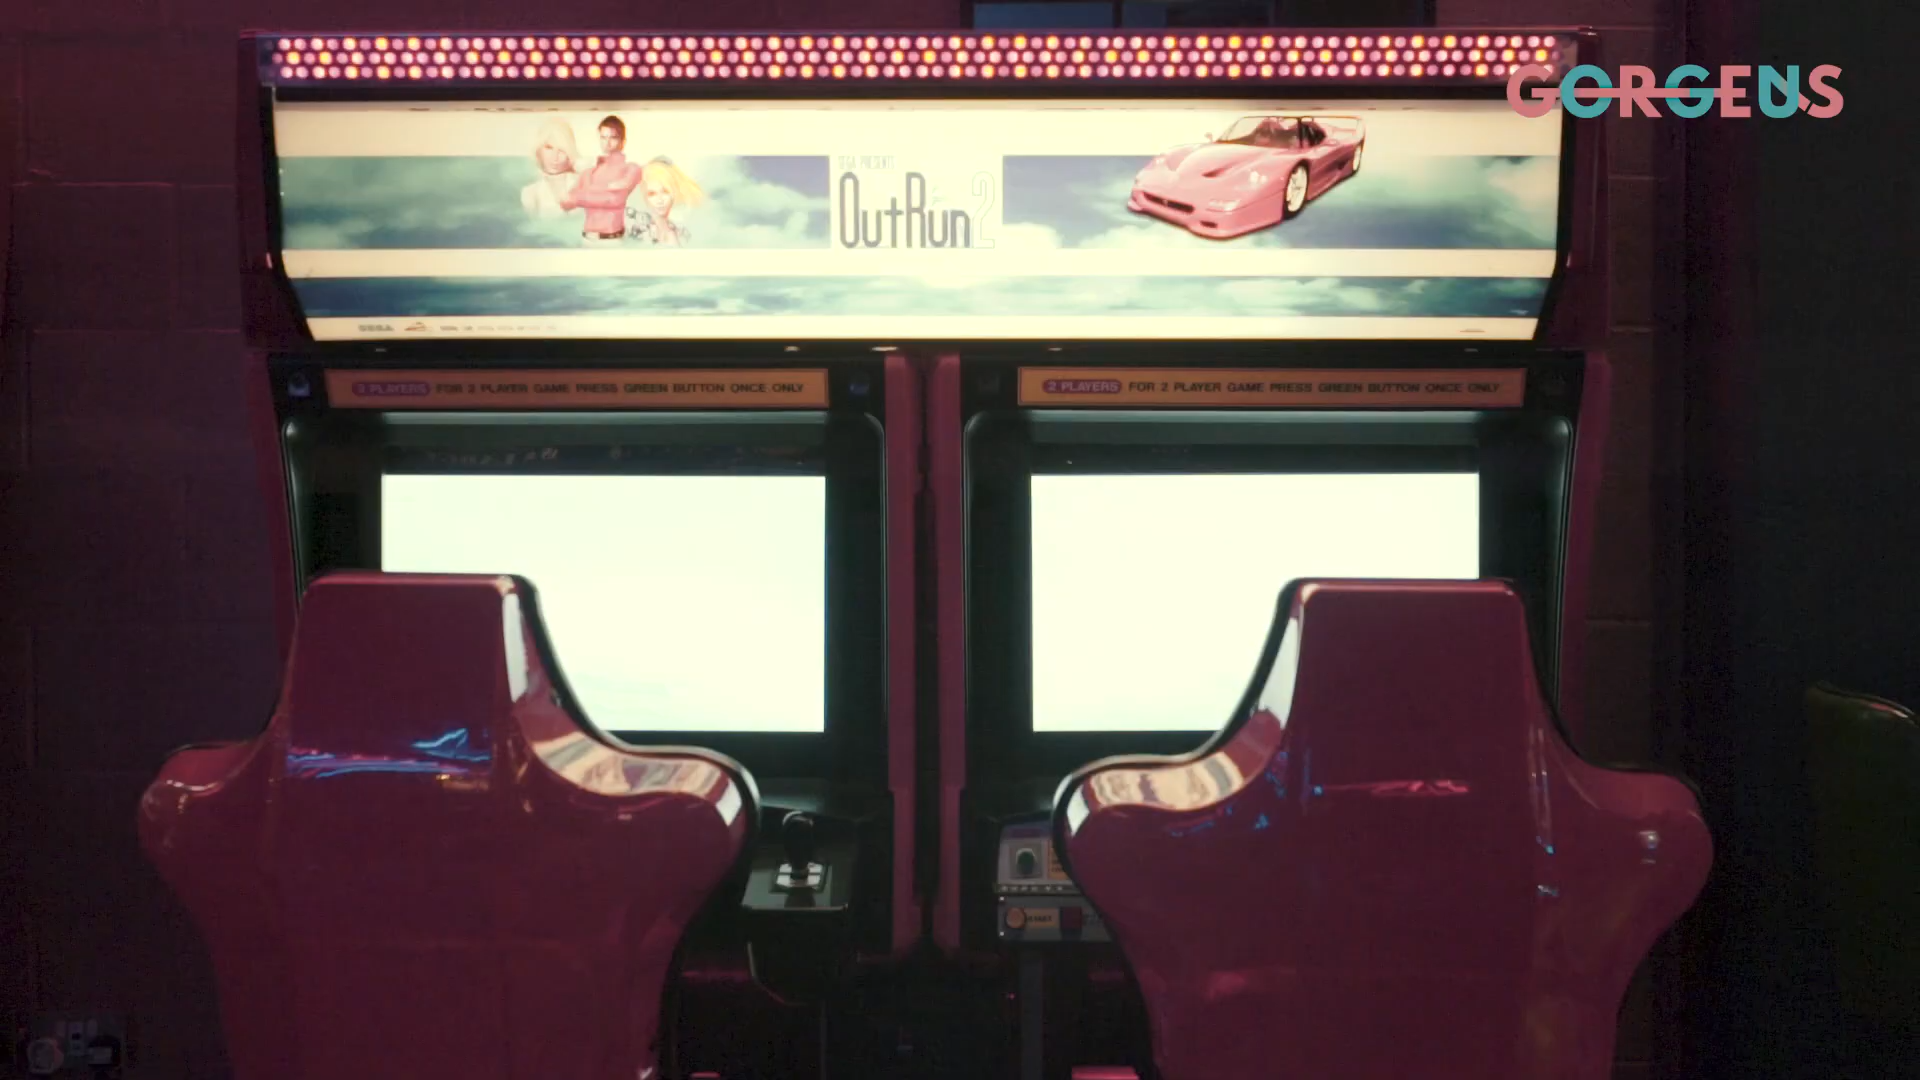 GORGEUS
SEGA PRESENTS
OutRun2
SEGA
2 PLAYERS FOR 2 PLAYER GAME PRESS GREEN BUTTON ONCE ONLY
2 PLAYERS FOR 2 PLAYER GAME PRESS GREEN BUTTON ONCE ONLY
START